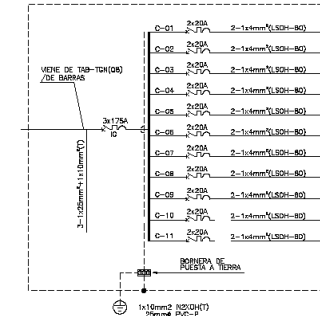 C-01 2x20A 2-1x4mm²(LSOH-80)
C-02 2x20A 2-1x4mm²(LSOH-80)
C-03 2x20A 2-1x4mm²(LSOH-80)
C-04 2x20A 2-1x4mm²(LSOH-80)
C-05 2x20A 2-1x4mm²(LSOH-80)
C-06 2x20A 2-1x4mm²(LSOH-80)
C-07 2x20A 2-1x4mm²(LSOH-80)
C-08 2x20A 2-1x4mm²(LSOH-80)
C-09 2x20A 2-1x4mm²(LSOH-80)
C-10 2x20A 2-1x4mm²(LSOH-80)
C-11 2x20A 2-1x4mm²(LSOH-80)
VIENE DE TAB-TGN(Q6)
/DE BARRAS
3x175A
IG
3-1x25mm²+1x10mm²(T)
BORNERA DE
PUESTA A TIERRA
1x10mm2 N2XOH(T)
25mmø PVC-P